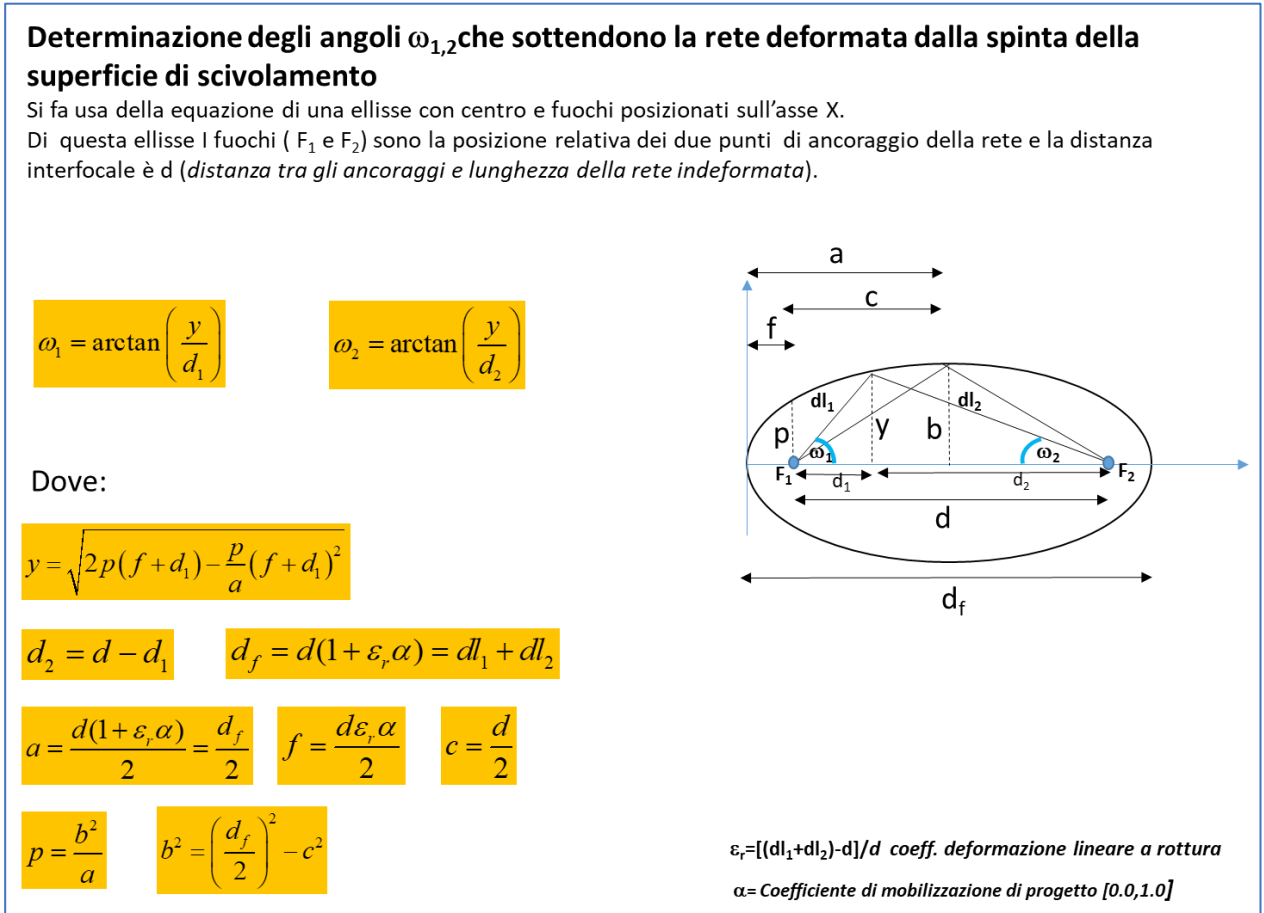 Determinazione degli angoli ω₁,₂che sottendono la rete deformata dalla spinta della
superficie di scivolamento
Si fa usa della equazione di una ellisse con centro e fuochi posizionati sull'asse X.
Di questa ellisse I fuochi ( F₁ e F₂) sono la posizione relativa dei due punti di ancoraggio della rete e la distanza
interfocale è d (distanza tra gli ancoraggi e lunghezza della rete indeformata).
ω₁ = arctan(y/d₁)
ω₂ = arctan(y/d₂)
a
c
f
dl₁
dl₂
p
y
b
ω₁
ω₂
F₁
F₂
d₁
d₂
d
d_f
Dove:
y = √(2p(f+d₁) − p/a (f+d₁)²)
d₂ = d − d₁
d_f = d(1+εᵣα) = dl₁ + dl₂
a = d(1+εᵣα)/2 = d_f/2
f = dεᵣα/2
c = d/2
p = b²/a
b² = (d_f/2)² − c²
εᵣ=[(dl₁+dl₂)-d]/d coeff. deformazione lineare a rottura
α= Coefficiente di mobilizzazione di progetto [0.0,1.0]